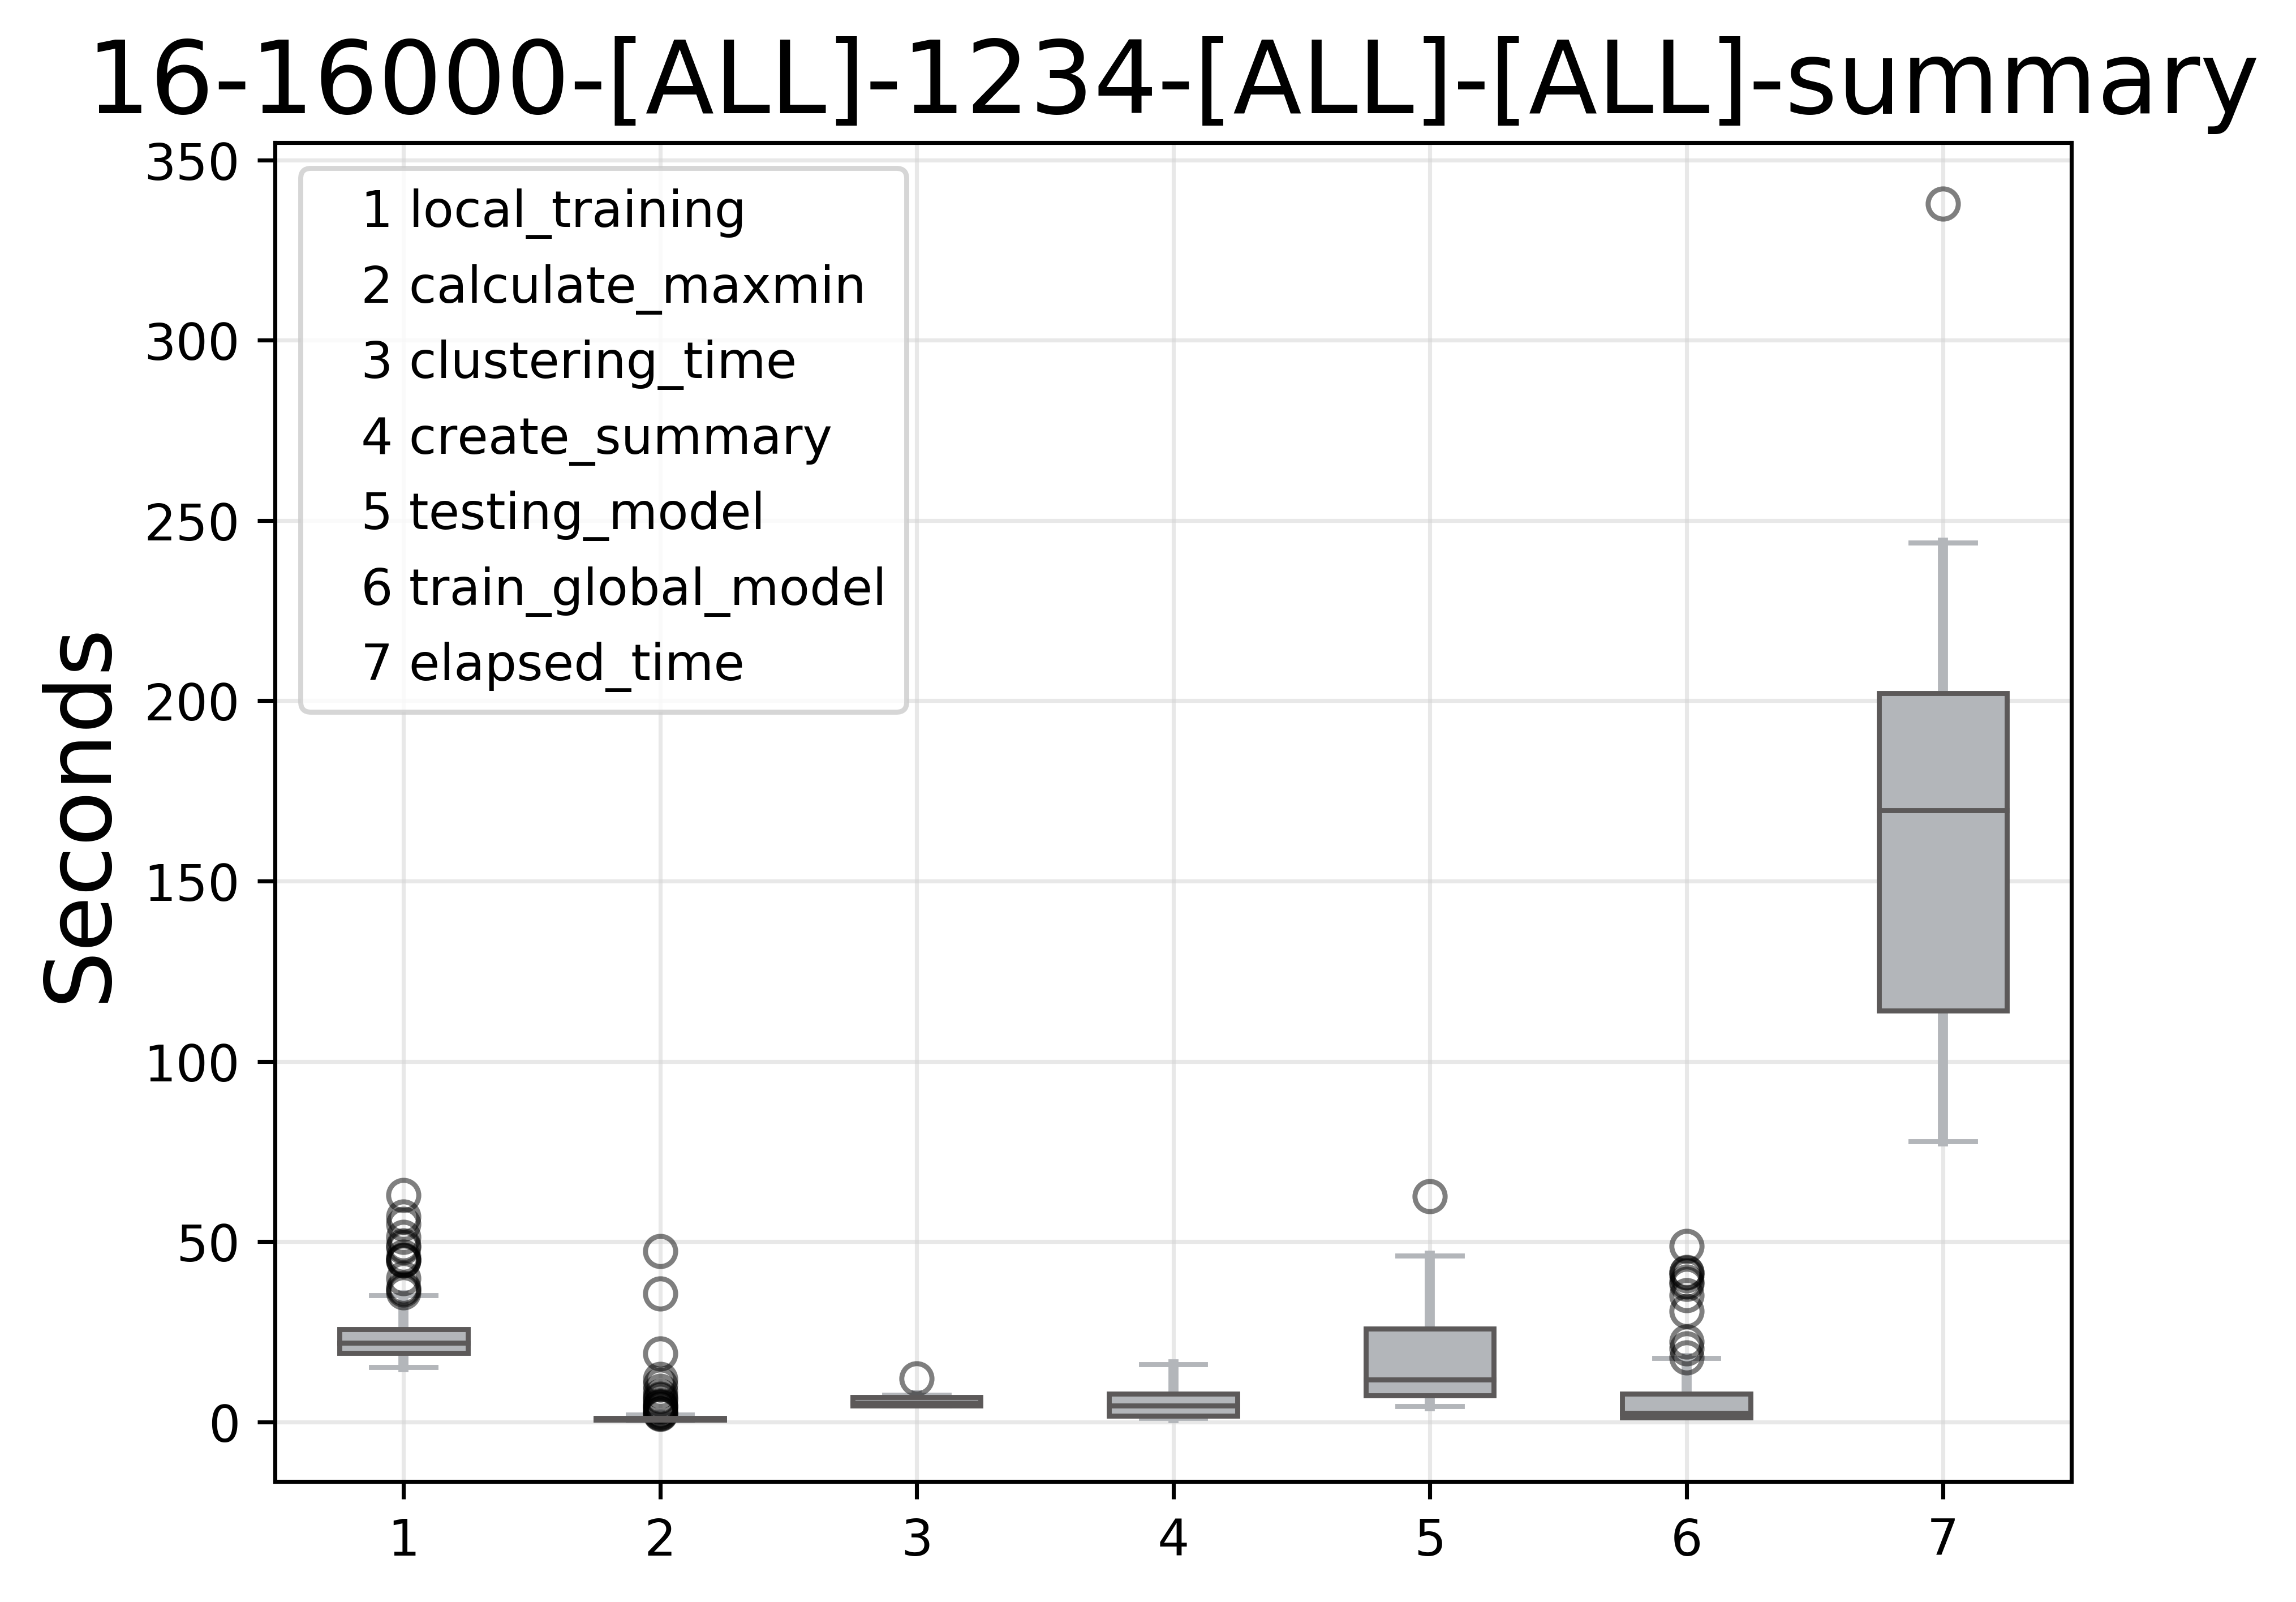 16-16000-[ALL]-1234-[ALL]-[ALL]-summary
Seconds
350
300
250
200
150
100
50
0
1 local_training
2 calculate_maxmin
3 clustering_time
4 create_summary
5 testing_model
6 train_global_model
7 elapsed_time
1 2 3 4 5 6 7